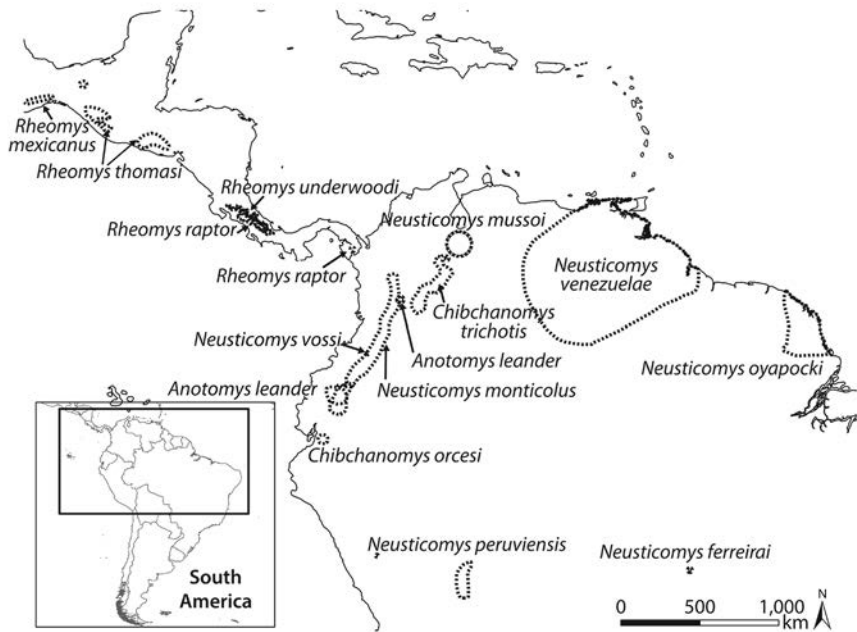 Rheomys
mexicanus
Rheomys thomasi
Rheomys underwoodi
Rheomys raptor
Neusticomys mussoi
Rheomys raptor
Neusticomys
venezuelae
Chibchanomys
trichotis
Neusticomys vossi
Anotomys leander
Neusticomys oyapocki
Anotomys leander
Neusticomys monticolus
Chibchanomys orcesi
Neusticomys peruviensis
Neusticomys ferreirai
South
America
N
0 500 1,000
km